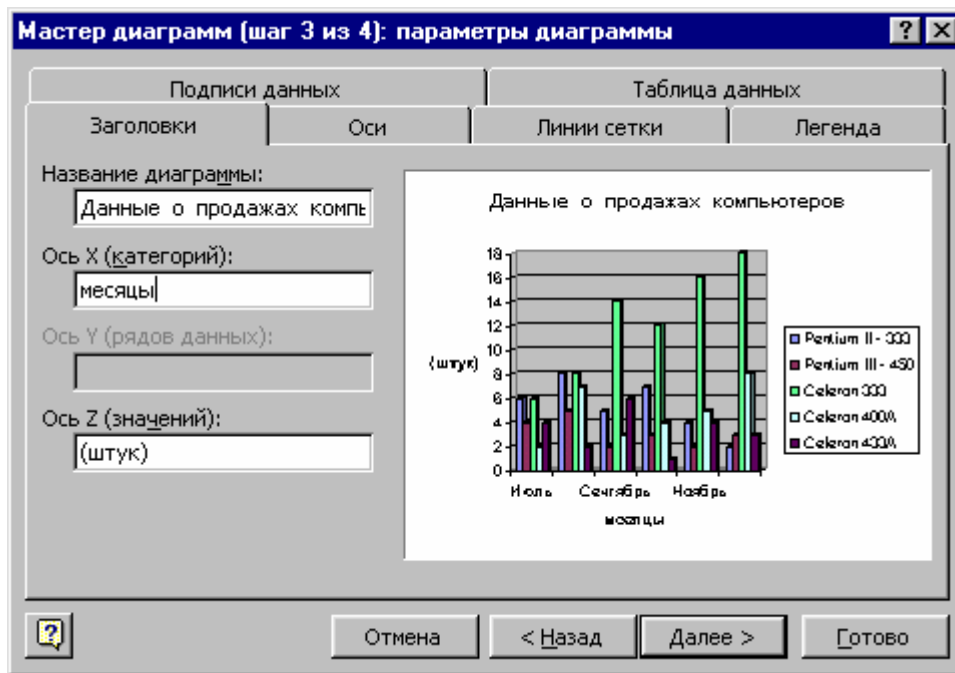 Мастер диаграмм (шаг 3 из 4): параметры диаграммы
Подписи данных
Таблица данных
Заголовки
Оси
Линии сетки
Легенда
Название диаграммы:
Данные о продажах компь
Ось X (категорий):
месяцы
Ось Y (рядов данных):
Ось Z (значений):
(штук)
Данные о продажах компьютеров
18
16
14
12
10
8
6
4
2
0
(штук)
Июль
Сентябрь
Ноябрь
месяцы
Pentium II - 333
Pentium III - 450
Celeron 333
Celeron 400A
Celeron 433A
Отмена
< Назад
Далее >
Готово